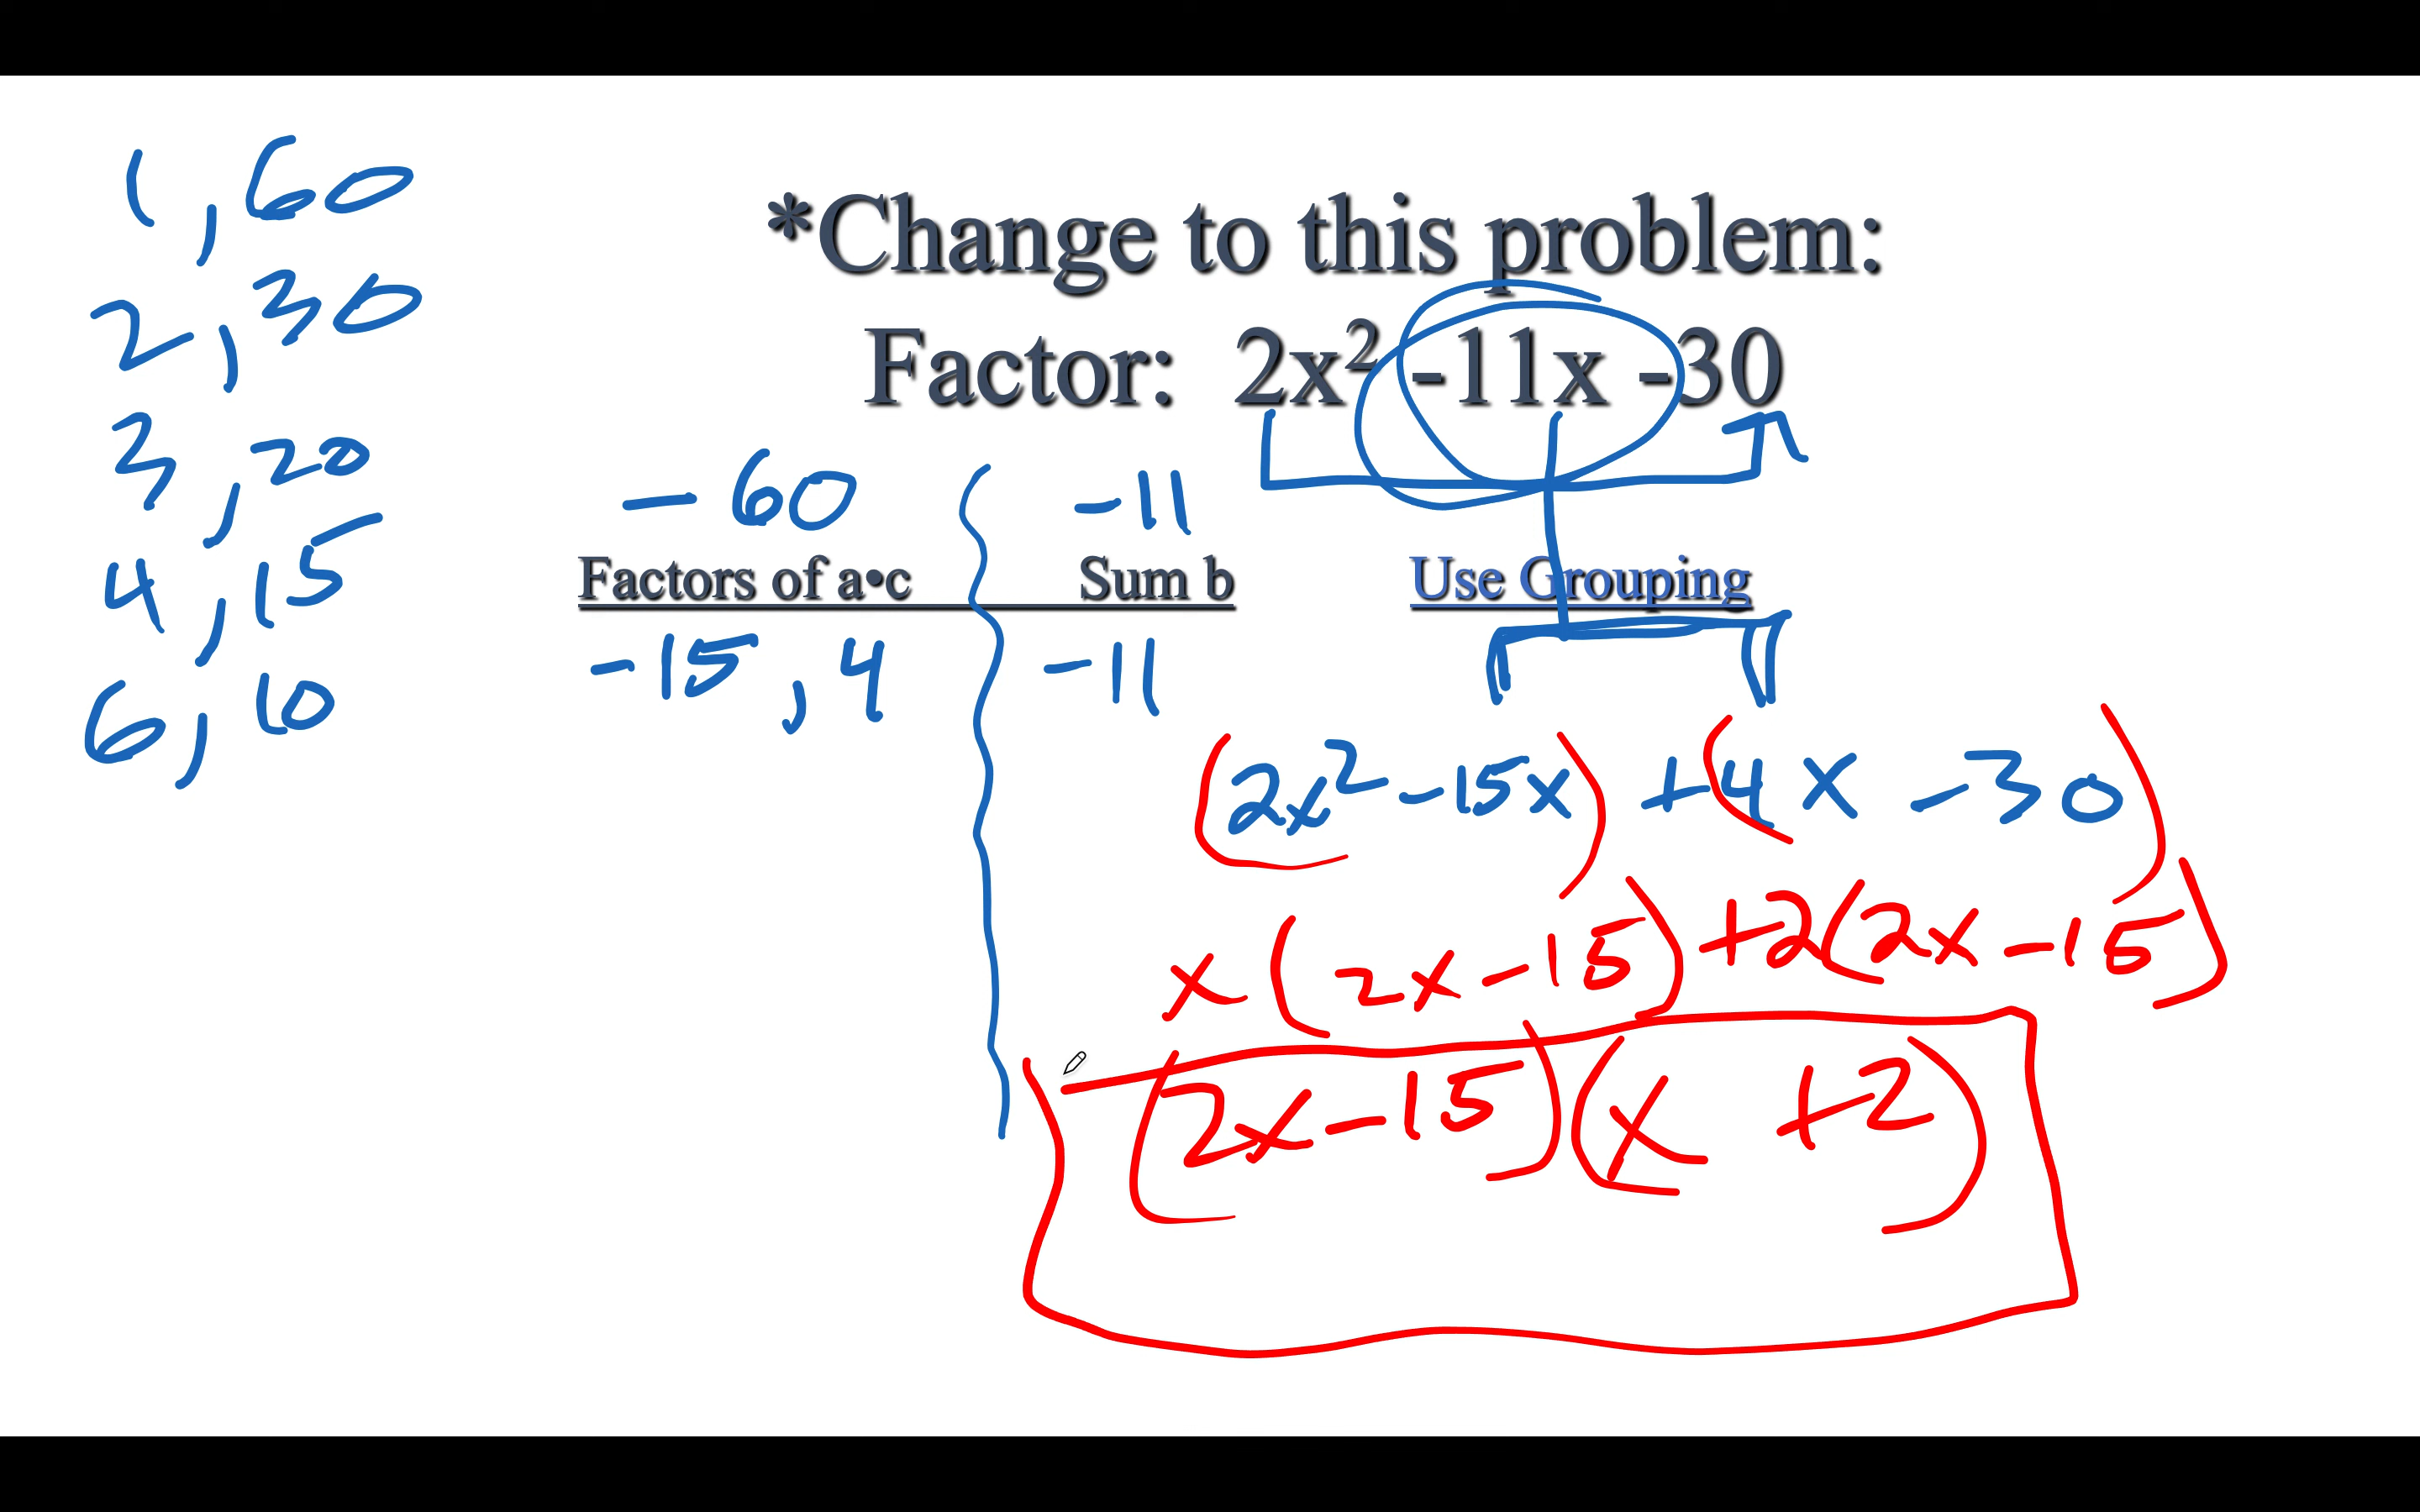 *Change to this problem:
Factor: 2x² -11x -30
1, 60
2, 30
3, 20
4, 15
6, 10
-60 -11
Factors of a•c Sum b Use Grouping
-15, 4 -11
(2x² - 15x) + (4x - 30)
x(2x - 15) + 2(2x - 15)
(2x - 15)(x + 2)